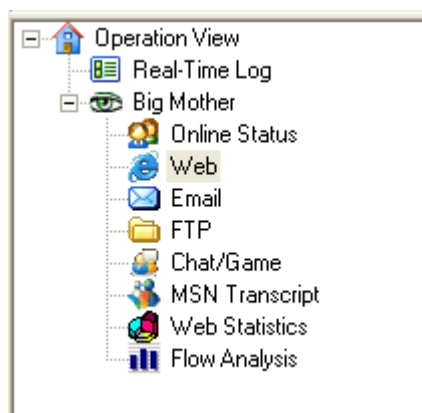 Operation View
Real-Time Log
Big Mother
Online Status
Web
Email
FTP
Chat/Game
MSN Transcript
Web Statistics
Flow Analysis